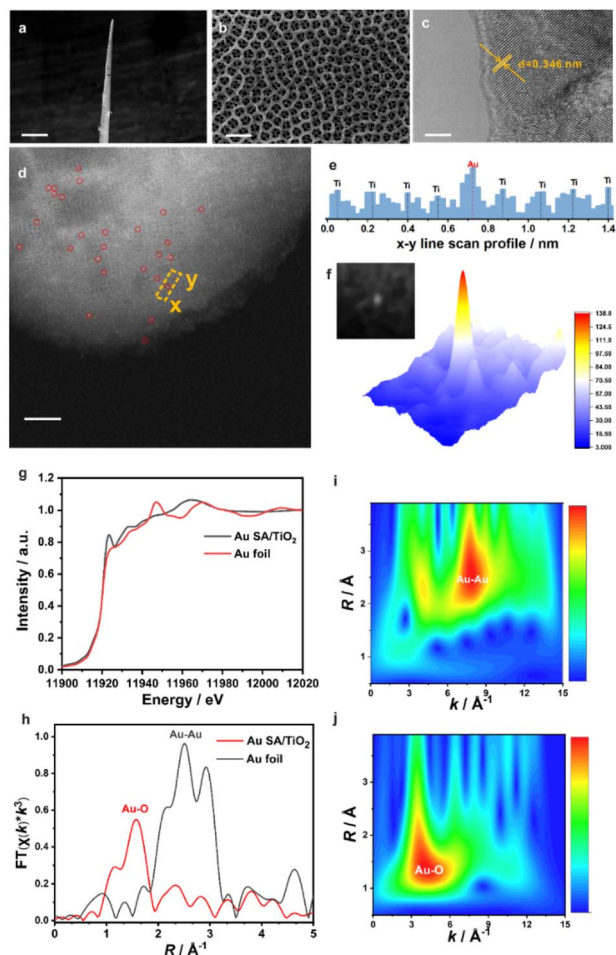 a
b
c
d=0.346 nm
d
y
x
e
Au
Ti Ti Ti Ti Ti Ti Ti Ti
0.0 0.2 0.4 0.6 0.8 1.0 1.2 1.4
x-y line scan profile / nm
f
138.0
124.5
111.0
97.50
84.00
70.50
57.00
43.50
30.00
16.50
3.000
g
1.2
1.0
0.8
0.6
0.4
0.2
0.0
Intensity / a.u.
Au SA/TiO2
Au foil
11900 11920 11940 11960 11980 12000 12020
Energy / eV
h
1.0
0.8
0.6
0.4
0.2
0.0
FT(χ(k)*k³)
Au-Au
Au-O
Au SA/TiO2
Au foil
0 1 2 3 4 5
R / Å-1
i
3
2
1
R / Å
Au-Au
0 3 6 9 12 15
k / Å-1
j
3
2
1
R / Å
Au-O
0 3 6 9 12 15
k / Å-1